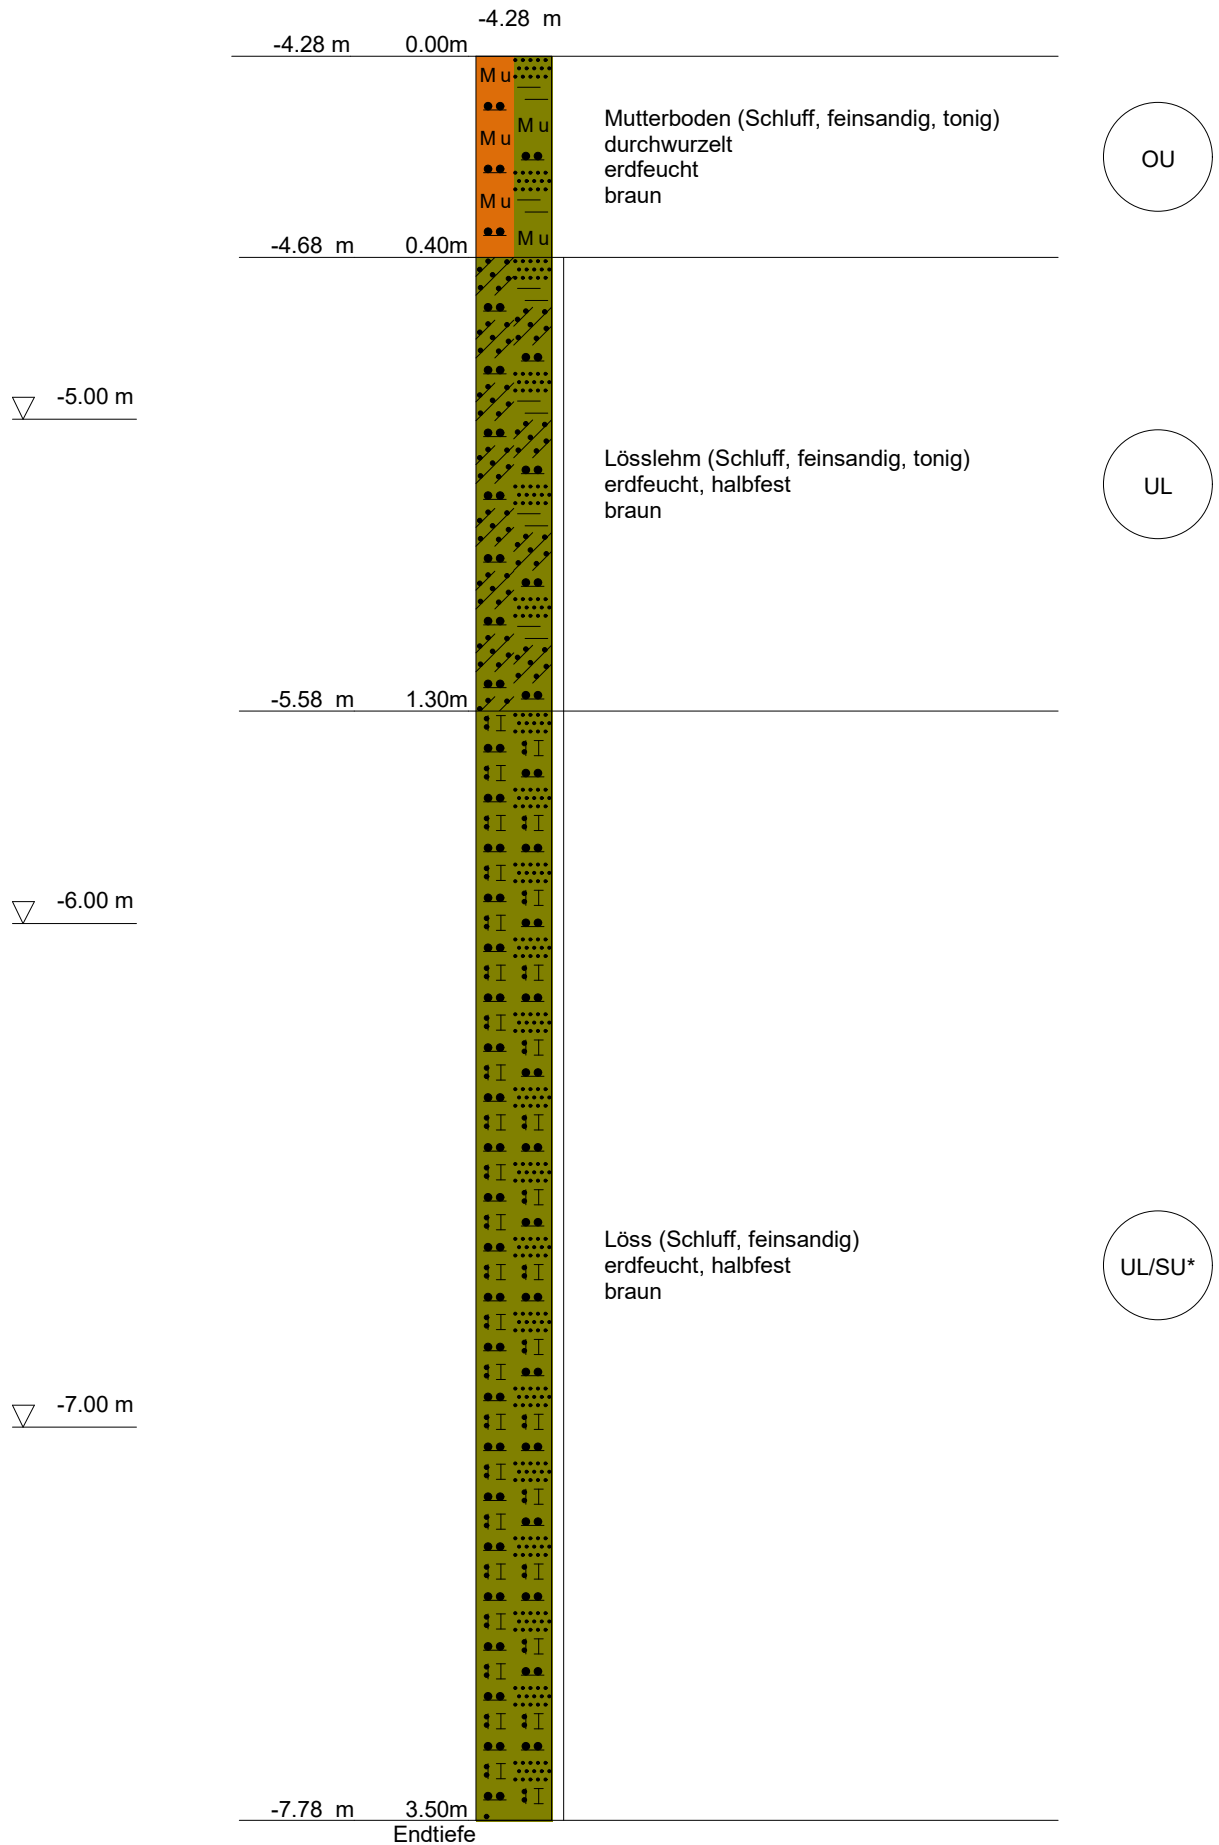 -4.28 m
-4.28 m 0.00m
Mu
Mu
Mu
Mu
Mu
Mutterboden (Schluff, feinsandig, tonig)
durchwurzelt
erdfeucht
braun
OU
-4.68 m 0.40m
-5.00 m
Lösslehm (Schluff, feinsandig, tonig)
erdfeucht, halbfest
braun
UL
-5.58 m 1.30m
-6.00 m
Löss (Schluff, feinsandig)
erdfeucht, halbfest
braun
UL/SU*
-7.00 m
-7.78 m 3.50m
Endtiefe